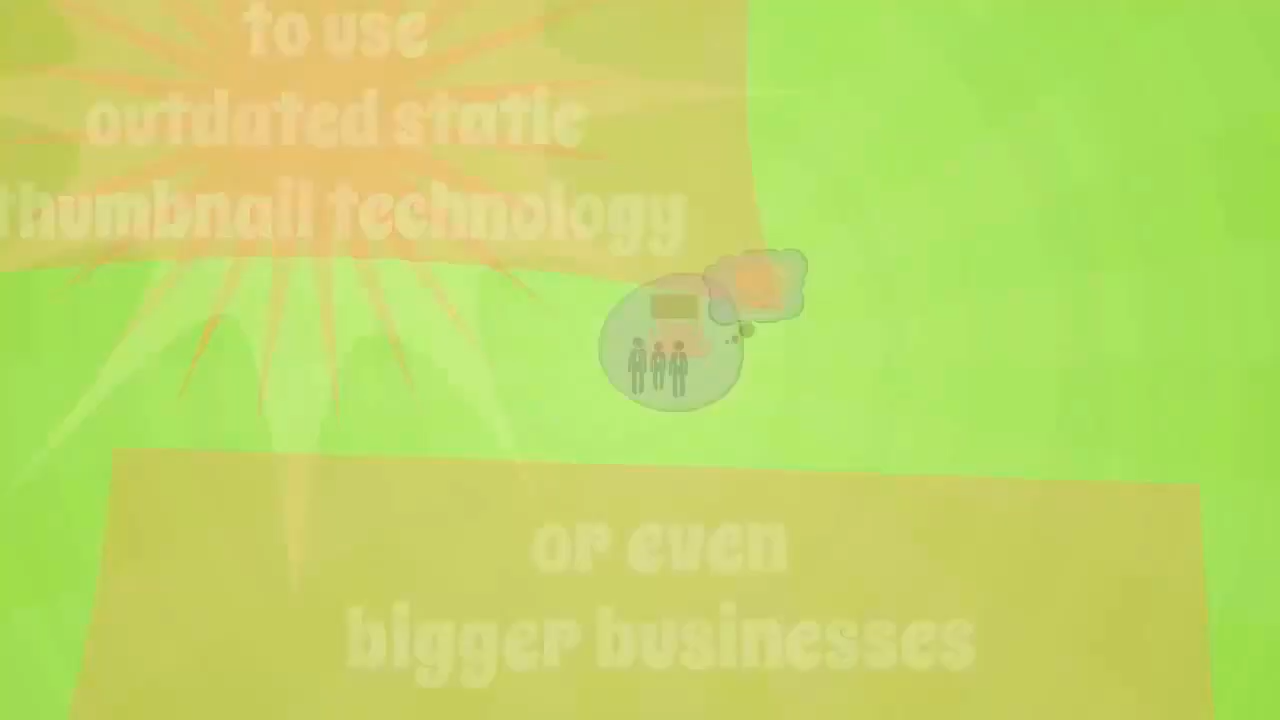 to use
outdated static
thumbnail technology
or even
bigger businesses